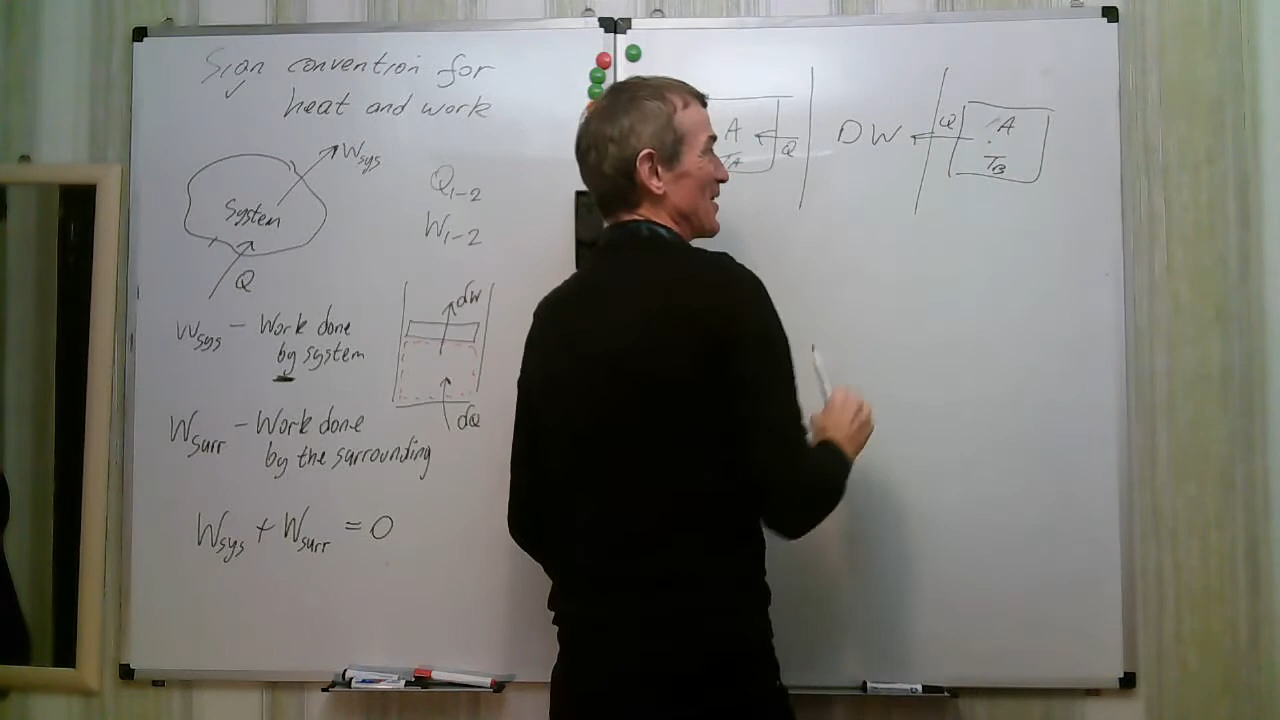 Sign convention for
heat and work
Wsys
System
Q
Q1-2
W1-2
Wsys - Work done
by system
dW
dQ
Wsurr - Work done
by the surrounding
Wsys + Wsurr = 0
A
TA
Q
DW
Q
A
TB